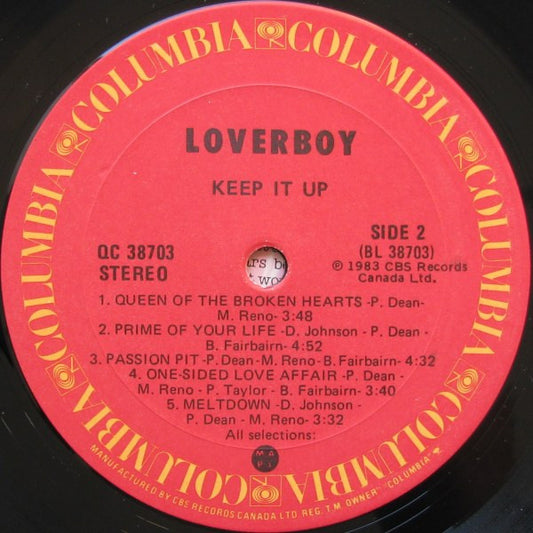 COLUMBIA COLUMBIA COLUMBIA COLUMBIA COLUMBIA COLUMBIA
LOVERBOY
KEEP IT UP
QC 38703
STEREO
SIDE 2
(BL 38703)
℗ 1983 CBS Records
Canada Ltd.
1. QUEEN OF THE BROKEN HEARTS -P. Dean-
M. Reno- 3:48
2. PRIME OF YOUR LIFE -D. Johnson - P. Dean -
B. Fairbairn- 4:52
3. PASSION PIT -P. Dean- M. Reno- B. Fairbairn- 4:32
4. ONE-SIDED LOVE AFFAIR -P. Dean-
M. Reno - P. Taylor - B. Fairbairn- 3:40
5. MELTDOWN -D. Johnson -
P. Dean - M. Reno- 3:32
All selections:
M A
P L
MANUFACTURED BY CBS RECORDS CANADA LTD. REG. T.M. OWNER "COLUMBIA"